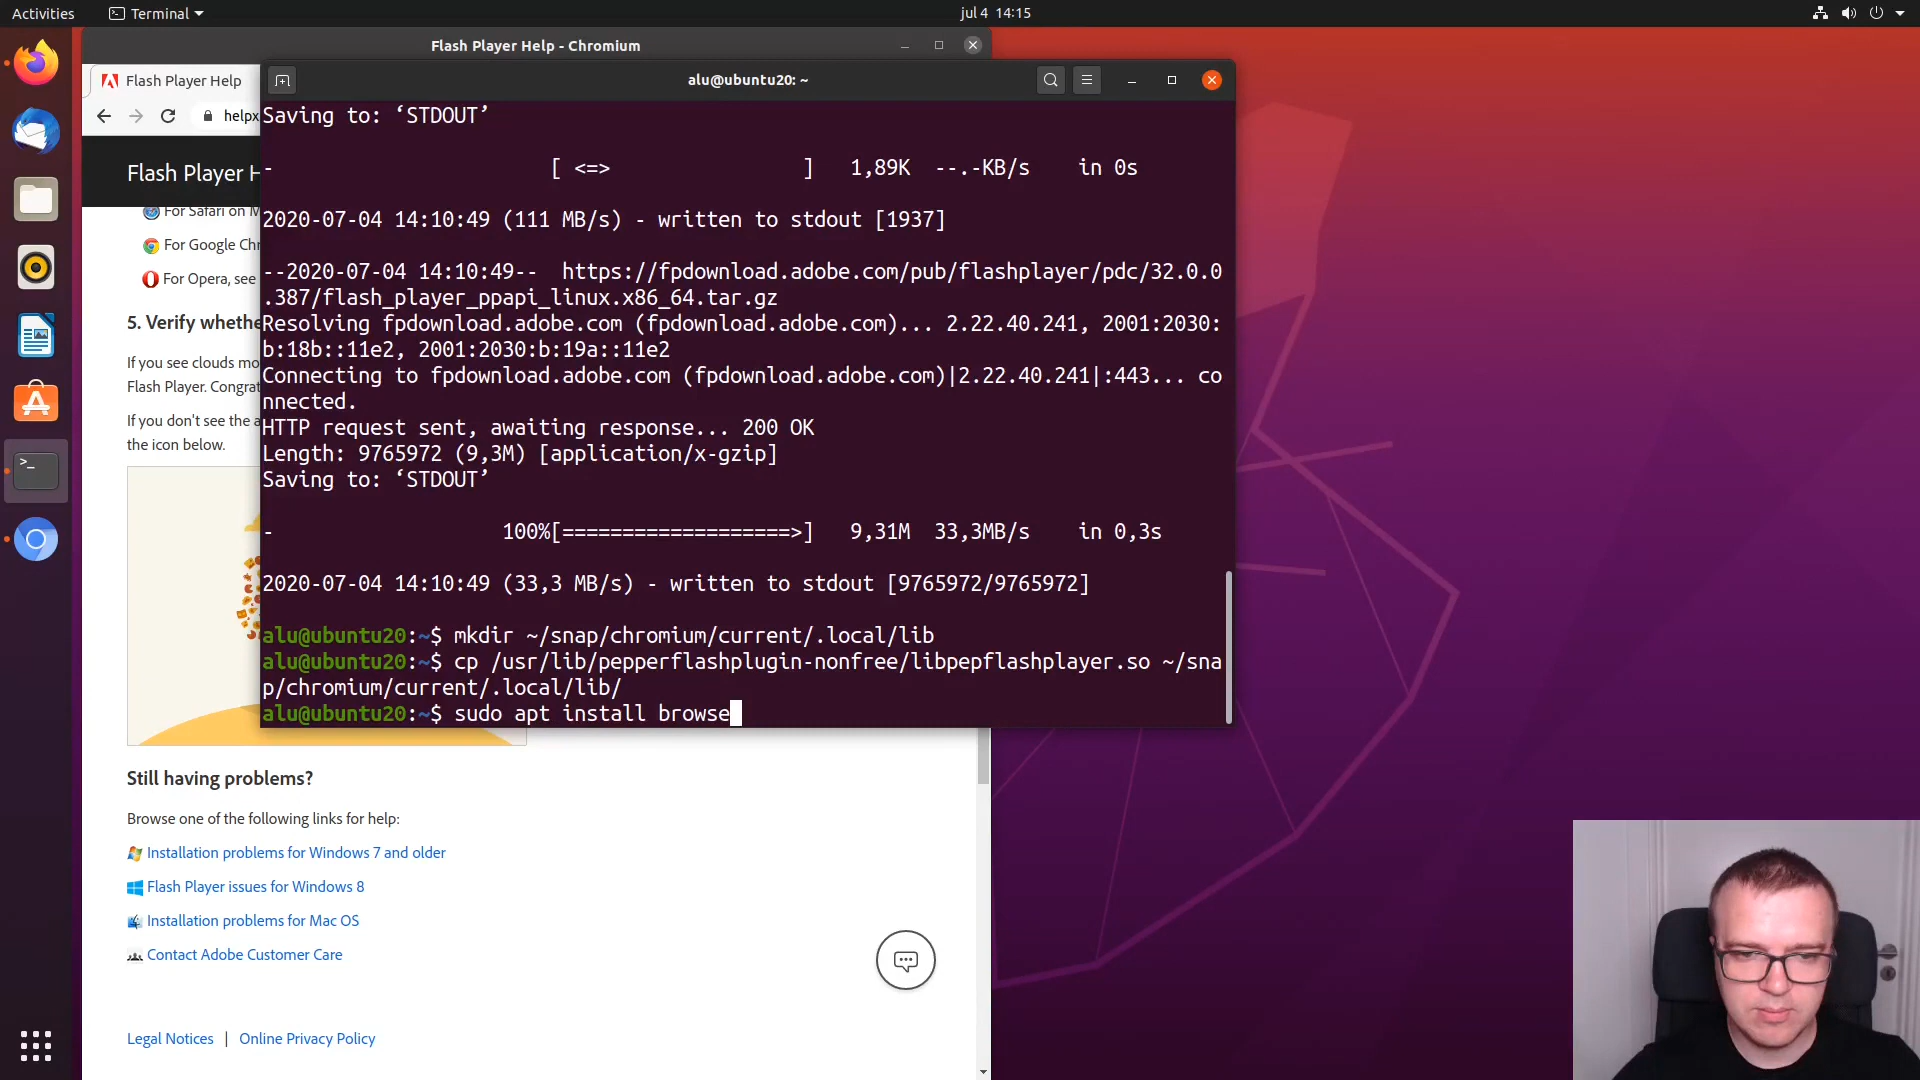 Activities
Terminal
jul 4 14:15
Flash Player Help - Chromium
Flash Player Help
alu@ubuntu20: ~
helpx
Flash Player H
For Safari on M
For Google Chr
For Opera, see
5. Verify whethe
If you see clouds mo
Flash Player. Congrat
If you don't see the a
the icon below.
Saving to: ‘STDOUT’
- [ <=> ] 1,89K --.-KB/s in 0s
2020-07-04 14:10:49 (111 MB/s) - written to stdout [1937]
--2020-07-04 14:10:49-- https://fpdownload.adobe.com/pub/flashplayer/pdc/32.0.0
.387/flash_player_ppapi_linux.x86_64.tar.gz
Resolving fpdownload.adobe.com (fpdownload.adobe.com)... 2.22.40.241, 2001:2030:
b:18b::11e2, 2001:2030:b:19a::11e2
Connecting to fpdownload.adobe.com (fpdownload.adobe.com)|2.22.40.241|:443... co
nnected.
HTTP request sent, awaiting response... 200 OK
Length: 9765972 (9,3M) [application/x-gzip]
Saving to: ‘STDOUT’
- 100%[===================>] 9,31M 33,3MB/s in 0,3s
2020-07-04 14:10:49 (33,3 MB/s) - written to stdout [9765972/9765972]
alu@ubuntu20:~$ mkdir ~/snap/chromium/current/.local/lib
alu@ubuntu20:~$ cp /usr/lib/pepperflashplugin-nonfree/libpepflashplayer.so ~/sna
p/chromium/current/.local/lib/
alu@ubuntu20:~$ sudo apt install browse
Still having problems?
Browse one of the following links for help:
Installation problems for Windows 7 and older
Flash Player issues for Windows 8
Installation problems for Mac OS
Contact Adobe Customer Care
Legal Notices | Online Privacy Policy